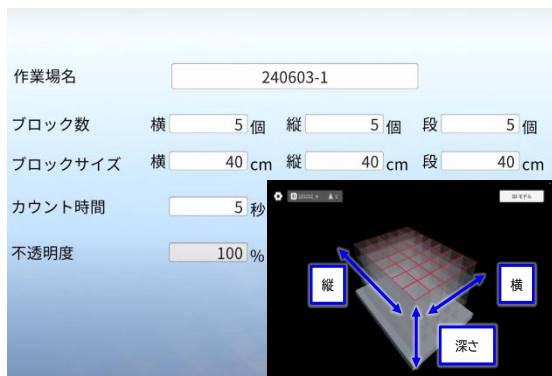 作業場名 240603-1
ブロック数 横 5 個 縦 5 個 段 5 個
ブロックサイズ 横 40 cm 縦 40 cm 段 40 cm
カウント時間 5 秒
不透明度 100 %
3Dモデル
縦
横
深さ